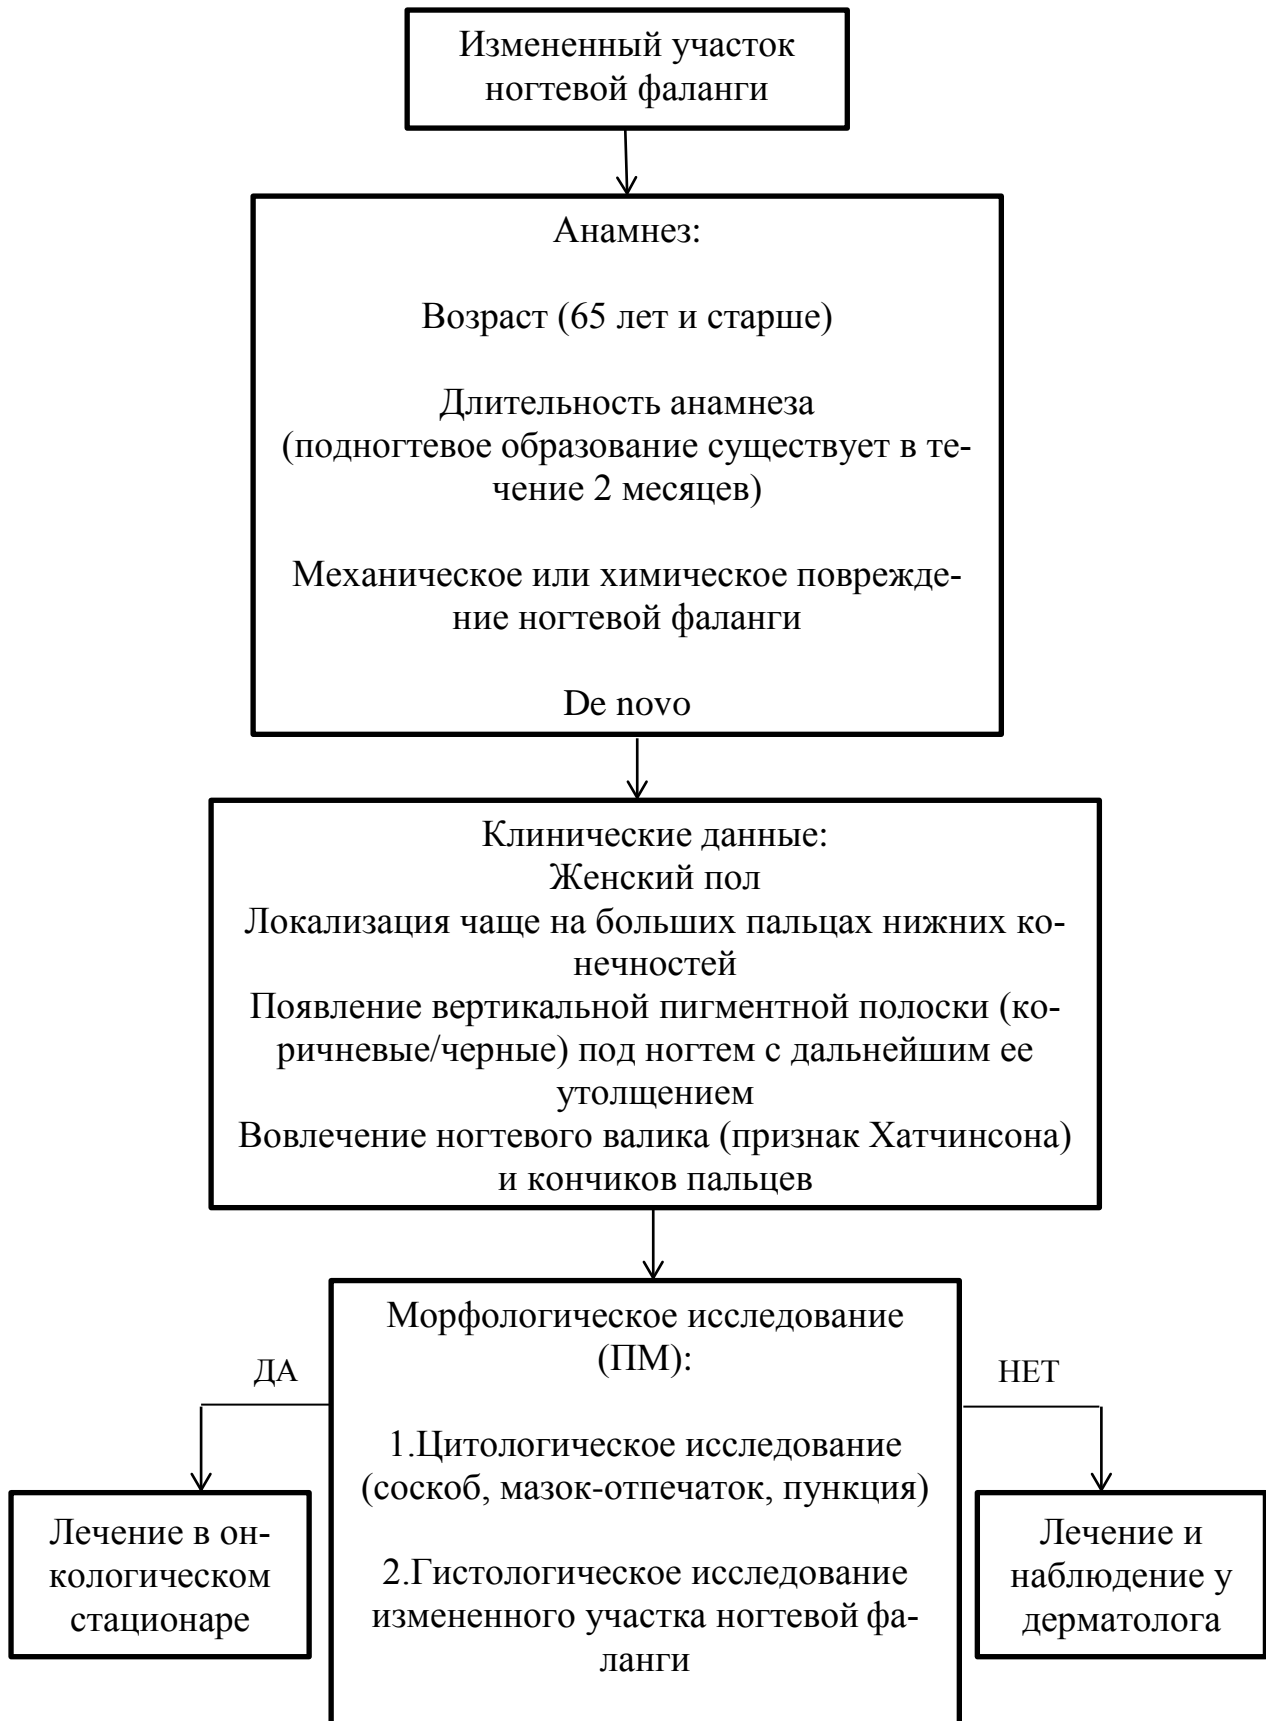 Измененный участок
ногтевой фаланги
Анамнез:
Возраст (65 лет и старше)
Длительность анамнеза
(подногтевое образование существует в те-
чение 2 месяцев)
Механическое или химическое поврежде-
ние ногтевой фаланги
De novo
Клинические данные:
Женский пол
Локализация чаще на больших пальцах нижних ко-
нечностей
Появление вертикальной пигментной полоски (ко-
ричневые/черные) под ногтем с дальнейшим ее
утолщением
Вовлечение ногтевого валика (признак Хатчинсона)
и кончиков пальцев
Морфологическое исследование
(ПМ):
1.Цитологическое исследование
(соскоб, мазок-отпечаток, пункция)
2.Гистологическое исследование
измененного участка ногтевой фа-
ланги
ДА
НЕТ
Лечение в он-
кологическом
стационаре
Лечение и
наблюдение у
дерматолога